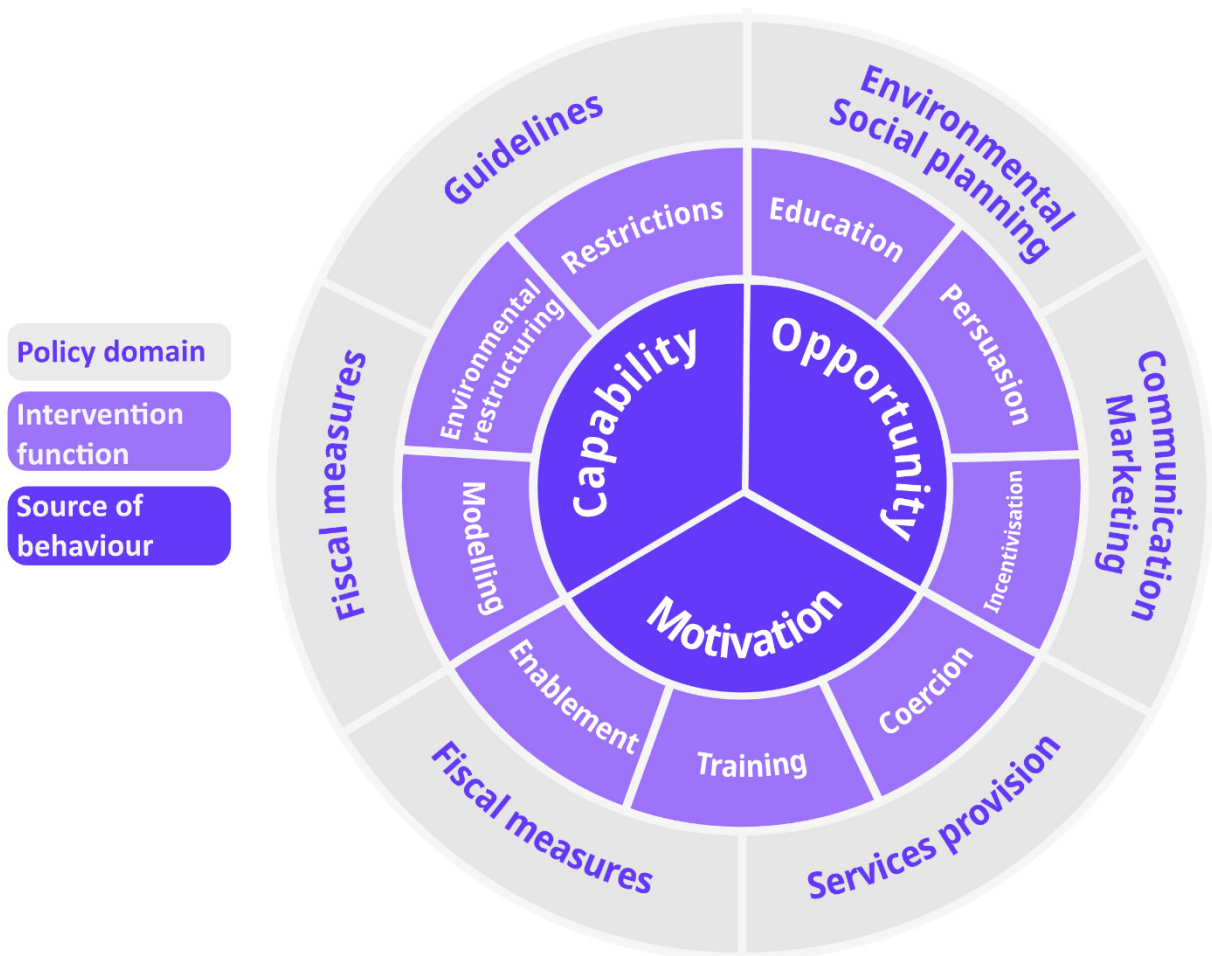 Policy domain
Intervention
function
Source of
behaviour
Guidelines
Environmental
Social planning
Communication
Marketing
Services provision
Fiscal measures
Fiscal measures
Restrictions
Education
Persuasion
Incentivisation
Coercion
Training
Enablement
Modelling
Environmental
restructuring
Capability
Opportunity
Motivation